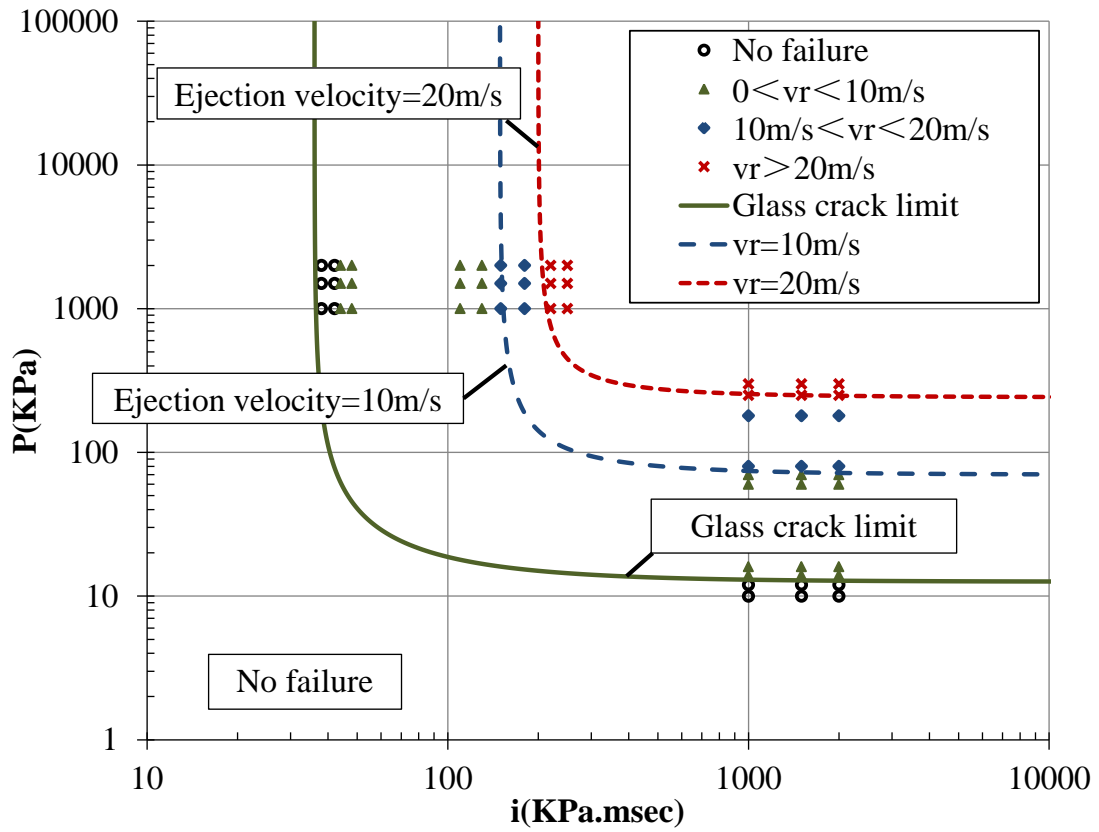 100000
10000
1000
100
10
1
P(KPa)
Ejection velocity=20m/s
No failure
0＜vr＜10m/s
10m/s＜vr＜20m/s
vr＞20m/s
Glass crack limit
vr=10m/s
vr=20m/s
Ejection velocity=10m/s
Glass crack limit
No failure
10
100
1000
10000
i(KPa.msec)